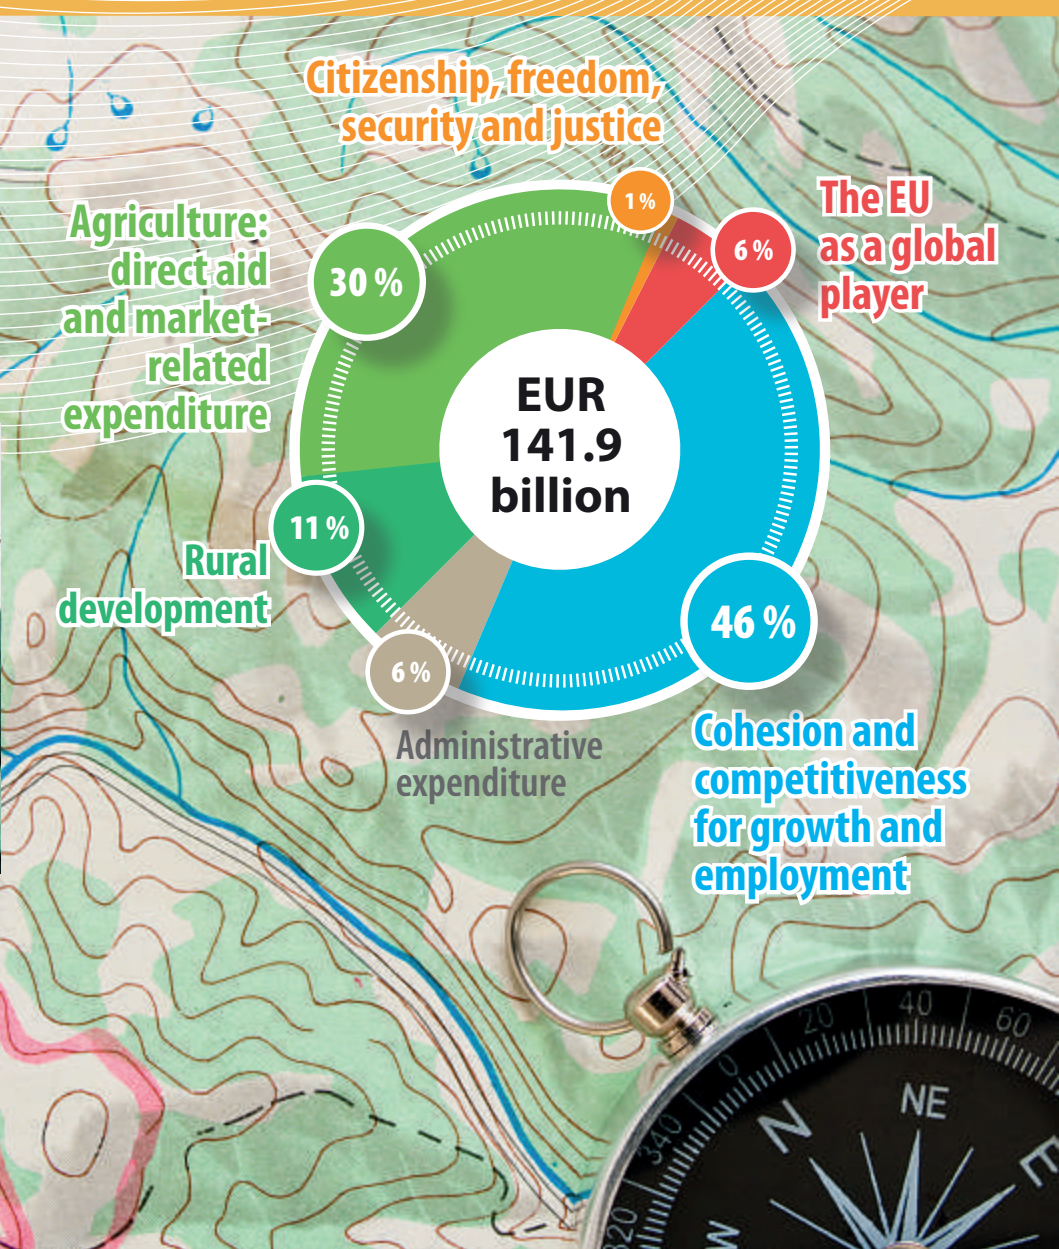 Citizenship, freedom,
security and justice
1 %
The EU
as a global
player
6 %
Agriculture:
direct aid
and market-
related
expenditure
30 %
EUR
141.9
billion
11 %
Rural
development
46 %
6 %
Administrative
expenditure
Cohesion and
competitiveness
for growth and
employment
20
40
60
0
340
320
N
NE
E
W